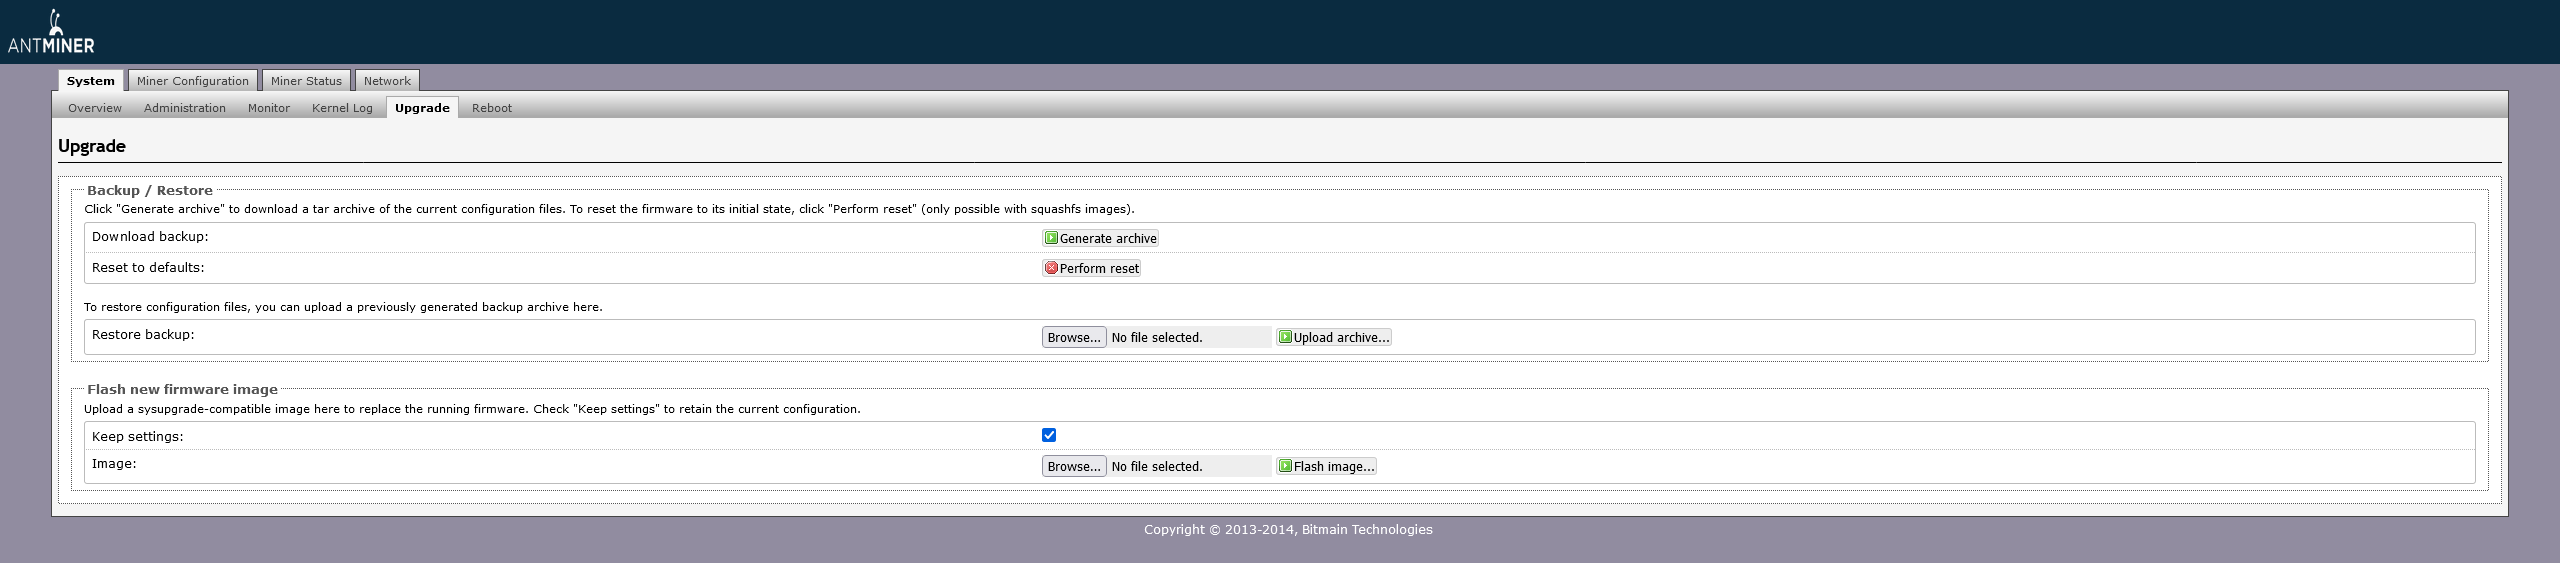 ANTMINER
System Miner Configuration Miner Status Network
Overview Administration Monitor Kernel Log Upgrade Reboot
Upgrade
Backup / Restore
Click "Generate archive" to download a tar archive of the current configuration files. To reset the firmware to its initial state, click "Perform reset" (only possible with squashfs images).
Download backup: Generate archive
Reset to defaults: Perform reset
To restore configuration files, you can upload a previously generated backup archive here.
Restore backup: Browse... No file selected. Upload archive...
Flash new firmware image
Upload a sysupgrade-compatible image here to replace the running firmware. Check "Keep settings" to retain the current configuration.
Keep settings:
Image: Browse... No file selected. Flash image...
Copyright © 2013-2014, Bitmain Technologies